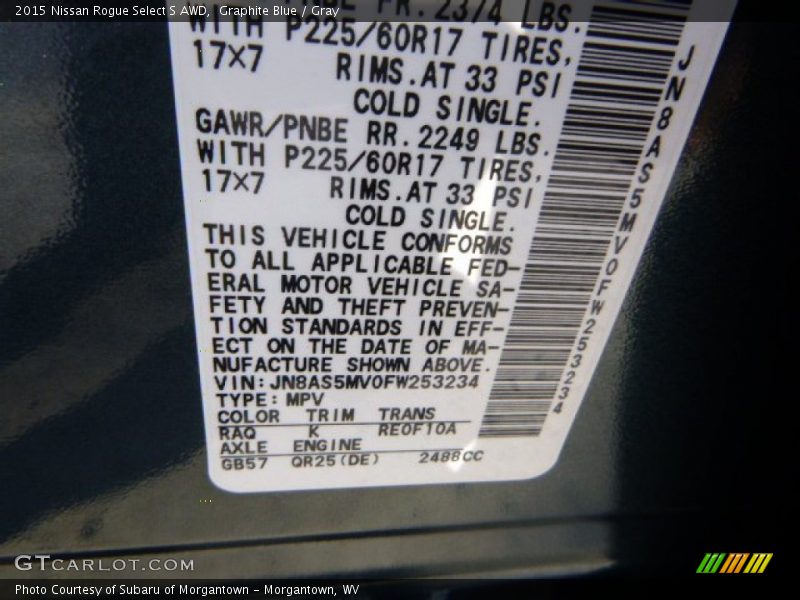 2015 Nissan Rogue Select S AWD, Graphite Blue / Gray
FR. 2374 LBS.
WITH P225/60R17 TIRES,
17×7 RIMS.AT 33 PSI
COLD SINGLE.
GAWR/PNBE RR. 2249 LBS.
WITH P225/60R17 TIRES,
17×7 RIMS.AT 33 PSI
COLD SINGLE.
THIS VEHICLE CONFORMS
TO ALL APPLICABLE FED-
ERAL MOTOR VEHICLE SA-
FETY AND THEFT PREVEN-
TION STANDARDS IN EFF-
ECT ON THE DATE OF MA-
NUFACTURE SHOWN ABOVE.
VIN:JN8AS5MV0FW253234
TYPE:MPV
COLOR TRIM TRANS
RAQ K RE0F10A
AXLE ENGINE
GB57 QR25(DE) 2488CC
JN8AS5MV0FW253234
GTCARLOT.COM
Photo Courtesy of Subaru of Morgantown - Morgantown, WV